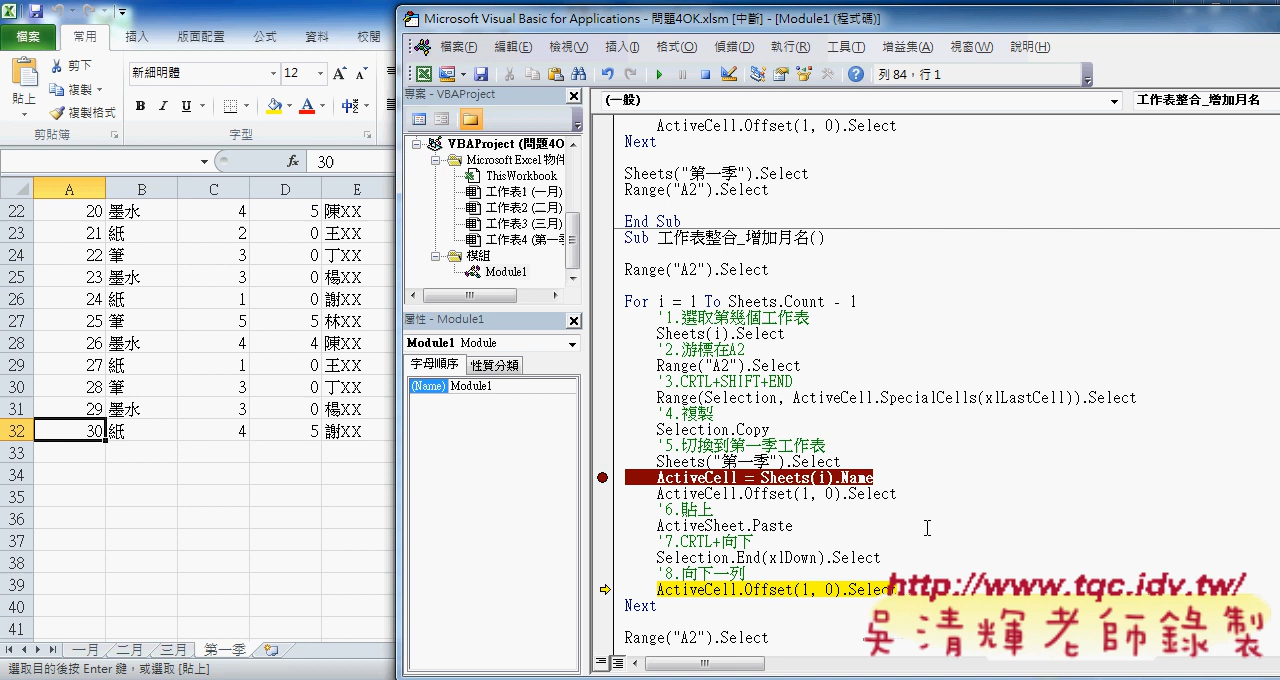 Microsoft Visual Basic for Applications - 問題4OK.xlsm [中斷] - [Module1 (程式碼)]
檔案 常用 插入 版面配置 公式 資料 校閱
檔案(F) 編輯(E) 檢視(V) 插入(I) 格式(O) 偵錯(D) 執行(R) 工具(T) 增益集(A) 視窗(W) 說明(H)
貼上 剪下 複製 複製格式
剪貼簿
新細明體 12
B I U
字型
列 84，行 1
fx 30
A B C D E
22 20 墨水 4 5 陳XX
23 21 紙 2 0 王XX
24 22 筆 3 0 丁XX
25 23 墨水 3 0 楊XX
26 24 紙 1 0 謝XX
27 25 筆 5 5 林XX
28 26 墨水 4 4 陳XX
29 27 紙 1 0 王XX
30 28 筆 3 0 丁XX
31 29 墨水 3 0 楊XX
32 30 紙 4 5 謝XX
33
34
35
36
37
38
39
40
41
一月 二月 三月 第一季
選取目的後按 Enter 鍵，或選取 [貼上]
專案 - VBAProject
VBAProject (問題4OK
Microsoft Excel 物件
ThisWorkbook
工作表1 (一月)
工作表2 (二月)
工作表3 (三月)
工作表4 (第一季
模組
Module1
屬性 - Module1
Module1 Module
字母順序 性質分類
(Name) Module1
(一般) 工作表整合_增加月名
ActiveCell.Offset(1, 0).Select
Next
Sheets("第一季").Select
Range("A2").Select
End Sub
Sub 工作表整合_增加月名()
Range("A2").Select
For i = 1 To Sheets.Count - 1
'1.選取第幾個工作表
Sheets(i).Select
'2.游標在A2
Range("A2").Select
'3.CRTL+SHIFT+END
Range(Selection, ActiveCell.SpecialCells(xlLastCell)).Select
'4.複製
Selection.Copy
'5.切換到第一季工作表
Sheets("第一季").Select
ActiveCell = Sheets(i).Name
ActiveCell.Offset(1, 0).Select
'6.貼上
ActiveSheet.Paste
'7.CRTL+向下
Selection.End(xlDown).Select
'8.向下一列
ActiveCell.Offset(1, 0).Select
Next
Range("A2").Select
http://www.tqc.idv.tw/
吳清輝老師錄製